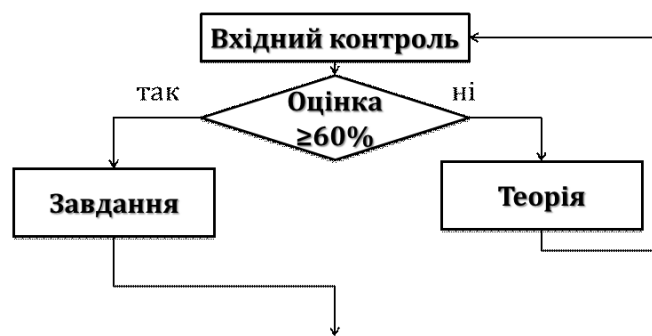 Вхідний контроль
так
Оцінка
ні
≥60%
Завдання
Теорія